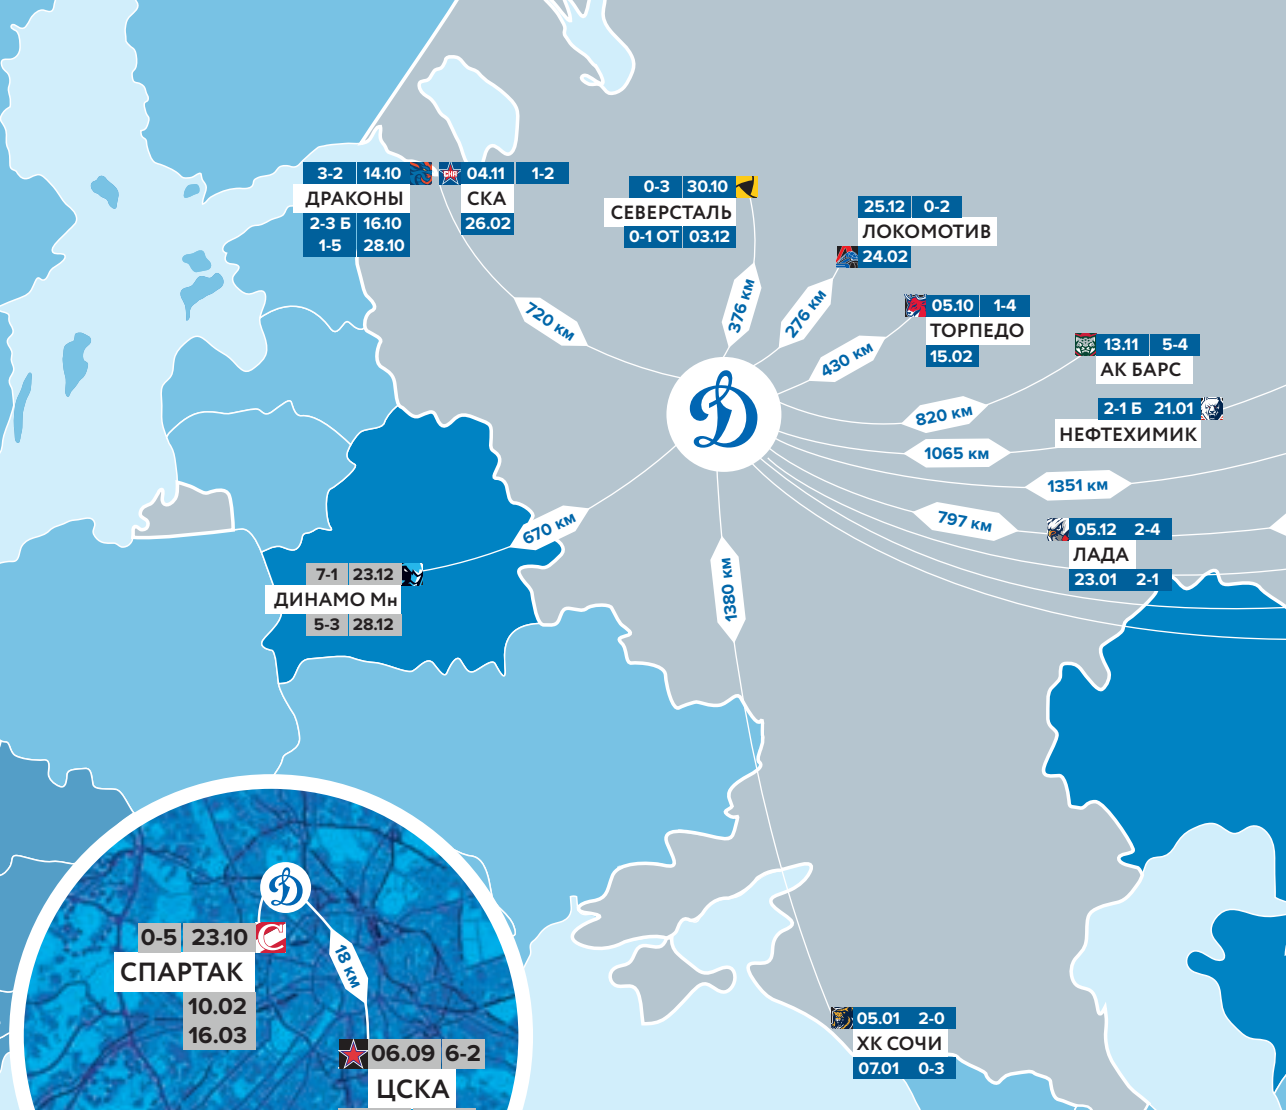 3-2 14.10
ДРАКОНЫ
2-3 Б 16.10
1-5 28.10
СКА 04.11 1-2
СКА
26.02
0-3 30.10
СЕВЕРСТАЛЬ
0-1 ОТ 03.12
25.12 0-2
ЛОКОМОТИВ
24.02
05.10 1-4
ТОРПЕДО
15.02
13.11 5-4
АК БАРС
2-1 Б 21.01
НЕФТЕХИМИК
720 км
376 км
276 км
430 км
820 км
1065 км
1351 км
797 км
670 км
1380 км
Д
05.12 2-4
ЛАДА
23.01 2-1
7-1 23.12
ДИНАМО Мн
5-3 28.12
Д
0-5 23.10
СПАРТАК
10.02
16.03
18 км
06.09 6-2
ЦСКА
05.01 2-0
ХК СОЧИ
07.01 0-3